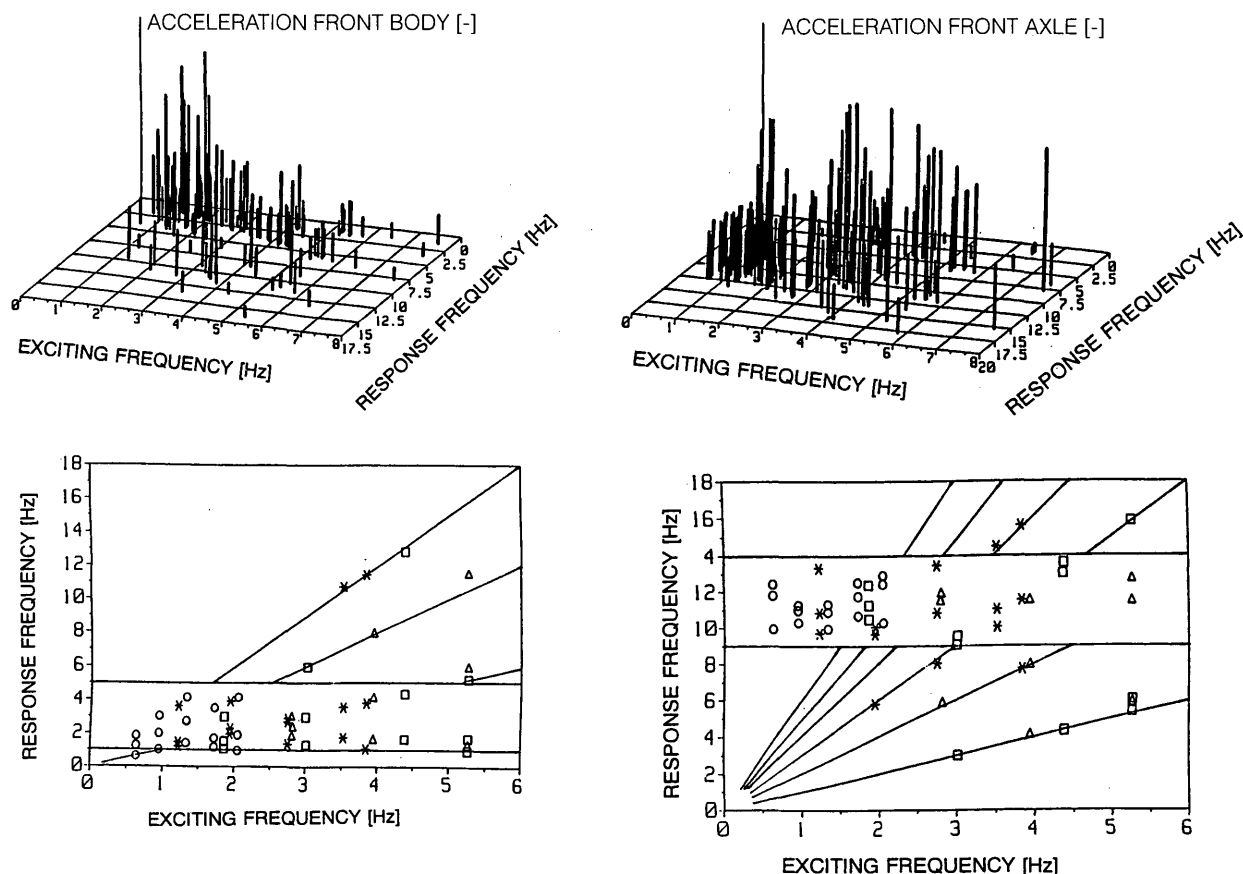 ACCELERATION FRONT BODY [-]
0
2.5
5
7.5
10
12.5
15
17.5
0 1 2 3 4 5 6 7 8
EXCITING FREQUENCY [Hz]
RESPONSE FREQUENCY [Hz]
ACCELERATION FRONT AXLE [-]
0
2.5
5
7.5
10
12.5
15
17.5
20
0 1 2 3 4 5 6 7 8
EXCITING FREQUENCY [Hz]
RESPONSE FREQUENCY [Hz]
RESPONSE FREQUENCY [Hz]
18
16
14
12
10
8
6
4
2
0
0 1 2 3 4 5 6
EXCITING FREQUENCY [Hz]
RESPONSE FREQUENCY [Hz]
18
16
4
12
10
8
6
4
2
0
0 1 2 3 4 5 6
EXCITING FREQUENCY [Hz]